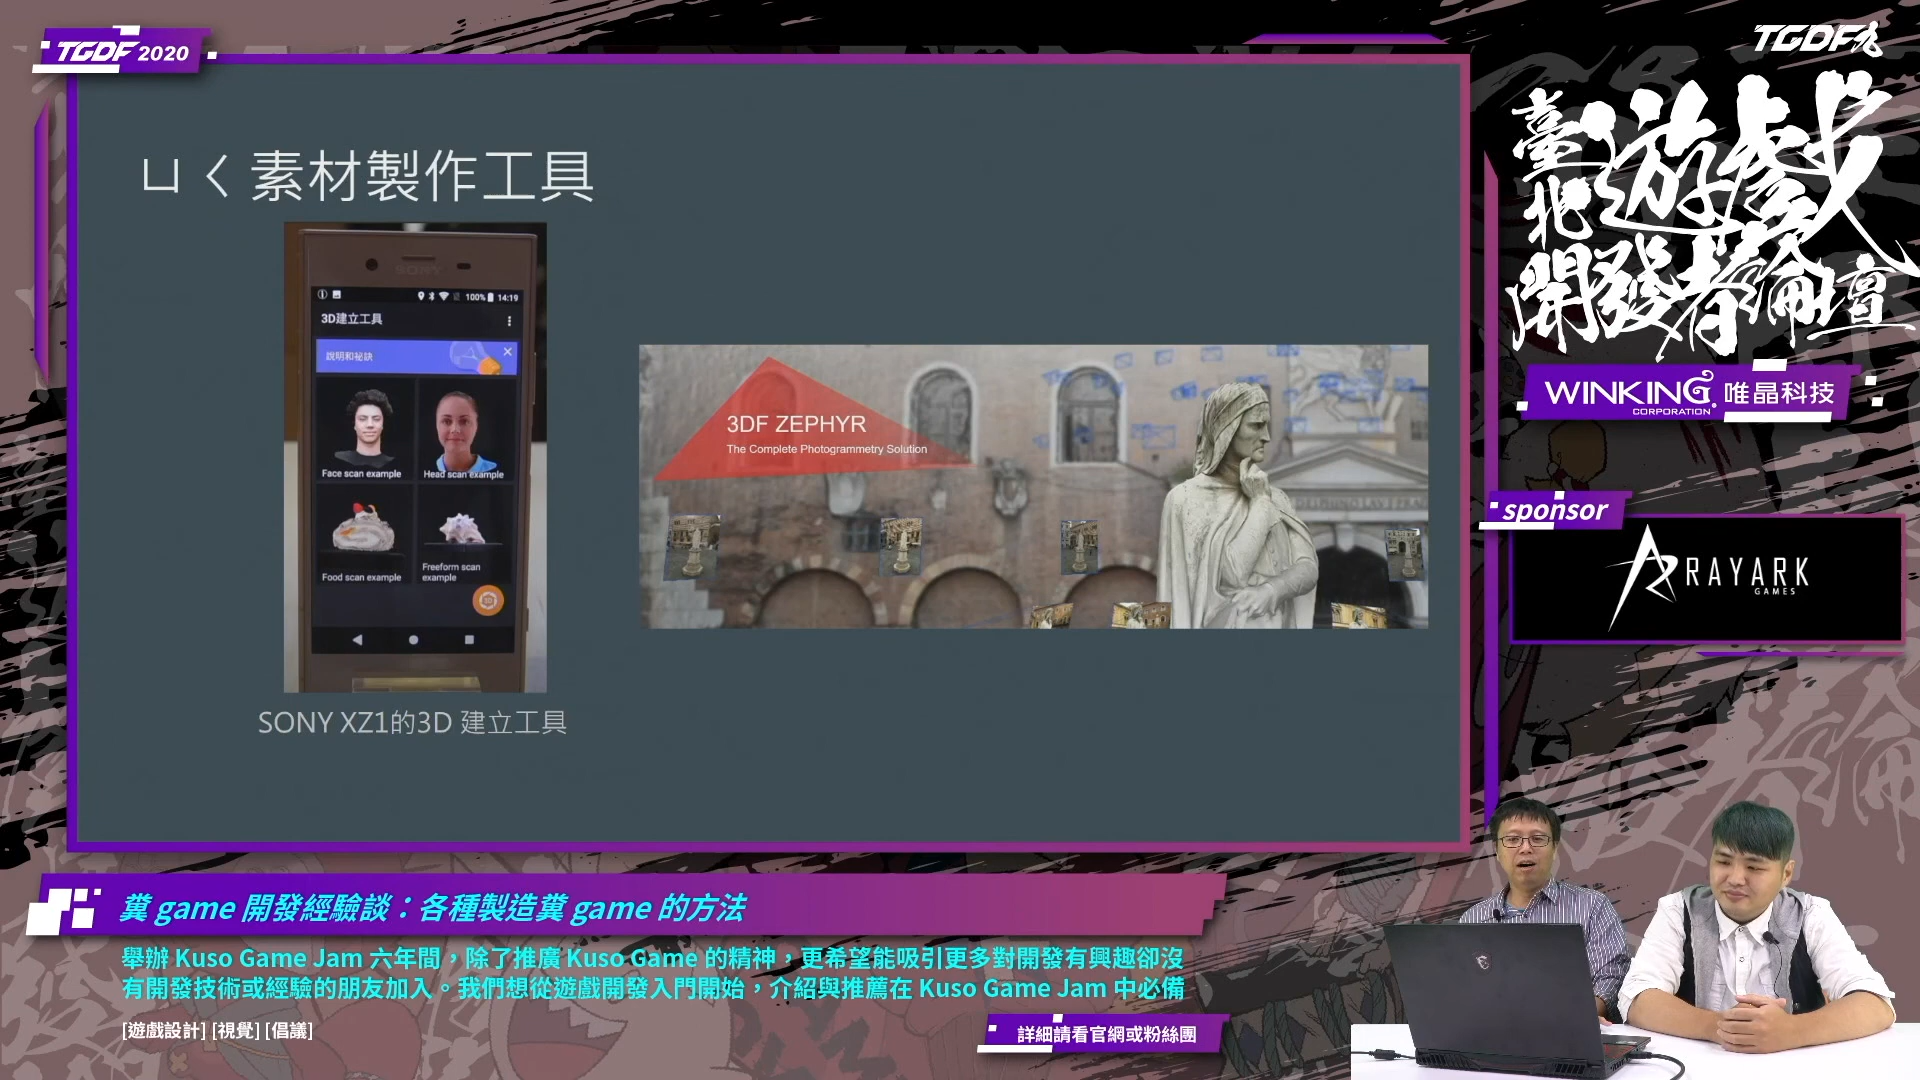 TGDF 2020
TGDF九
臺北遊戲開發者論壇
WINKING 唯晶科技
CORPORATION
sponsor
RAYARK
GAMES
ㄩㄑ素材製作工具
SONY
100% 14:19
3D建立工具
說明和祕訣
Face scan example
Head scan example
Food scan example
Freeform scan
example
SONY XZ1的3D 建立工具
3DF ZEPHYR
The Complete Photogrammetry Solution
糞 game 開發經驗談：各種製造糞 game 的方法
舉辦 Kuso Game Jam 六年間，除了推廣 Kuso Game 的精神，更希望能吸引更多對開發有興趣卻沒
有開發技術或經驗的朋友加入。我們想從遊戲開發入門開始，介紹與推薦在 Kuso Game Jam 中必備
[遊戲設計] [視覺] [倡議]
詳細請看官網或粉絲團